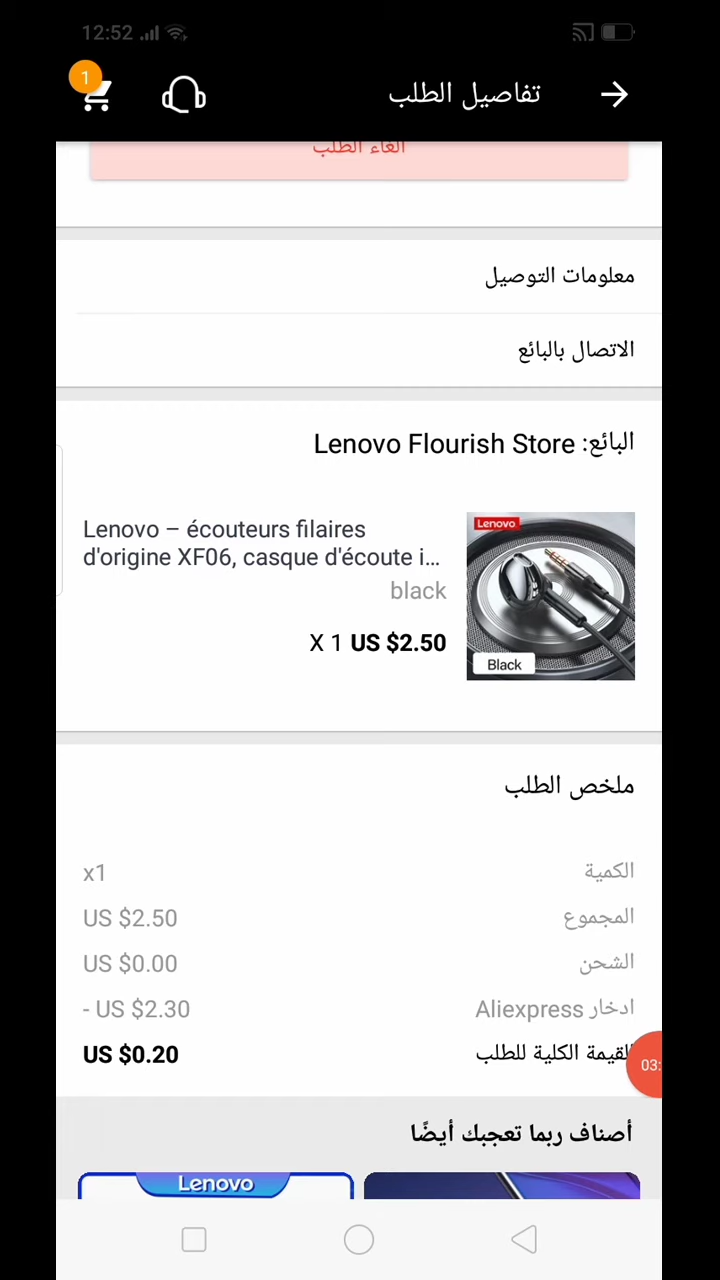 12:52
1
تفاصيل الطلب
الغاء الطلب
معلومات التوصيل
الاتصال بالبائع
البائع: Lenovo Flourish Store
Lenovo – écouteurs filaires
d'origine XF06, casque d'écoute i...
black
X 1 US $2.50
Lenovo
Black
ملخص الطلب
الكمية x1
المجموع US $2.50
الشحن US $0.00
ادخار Aliexpress - US $2.30
القيمة الكلية للطلب US $0.20
03:
أصناف ربما تعجبك أيضًا
Lenovo